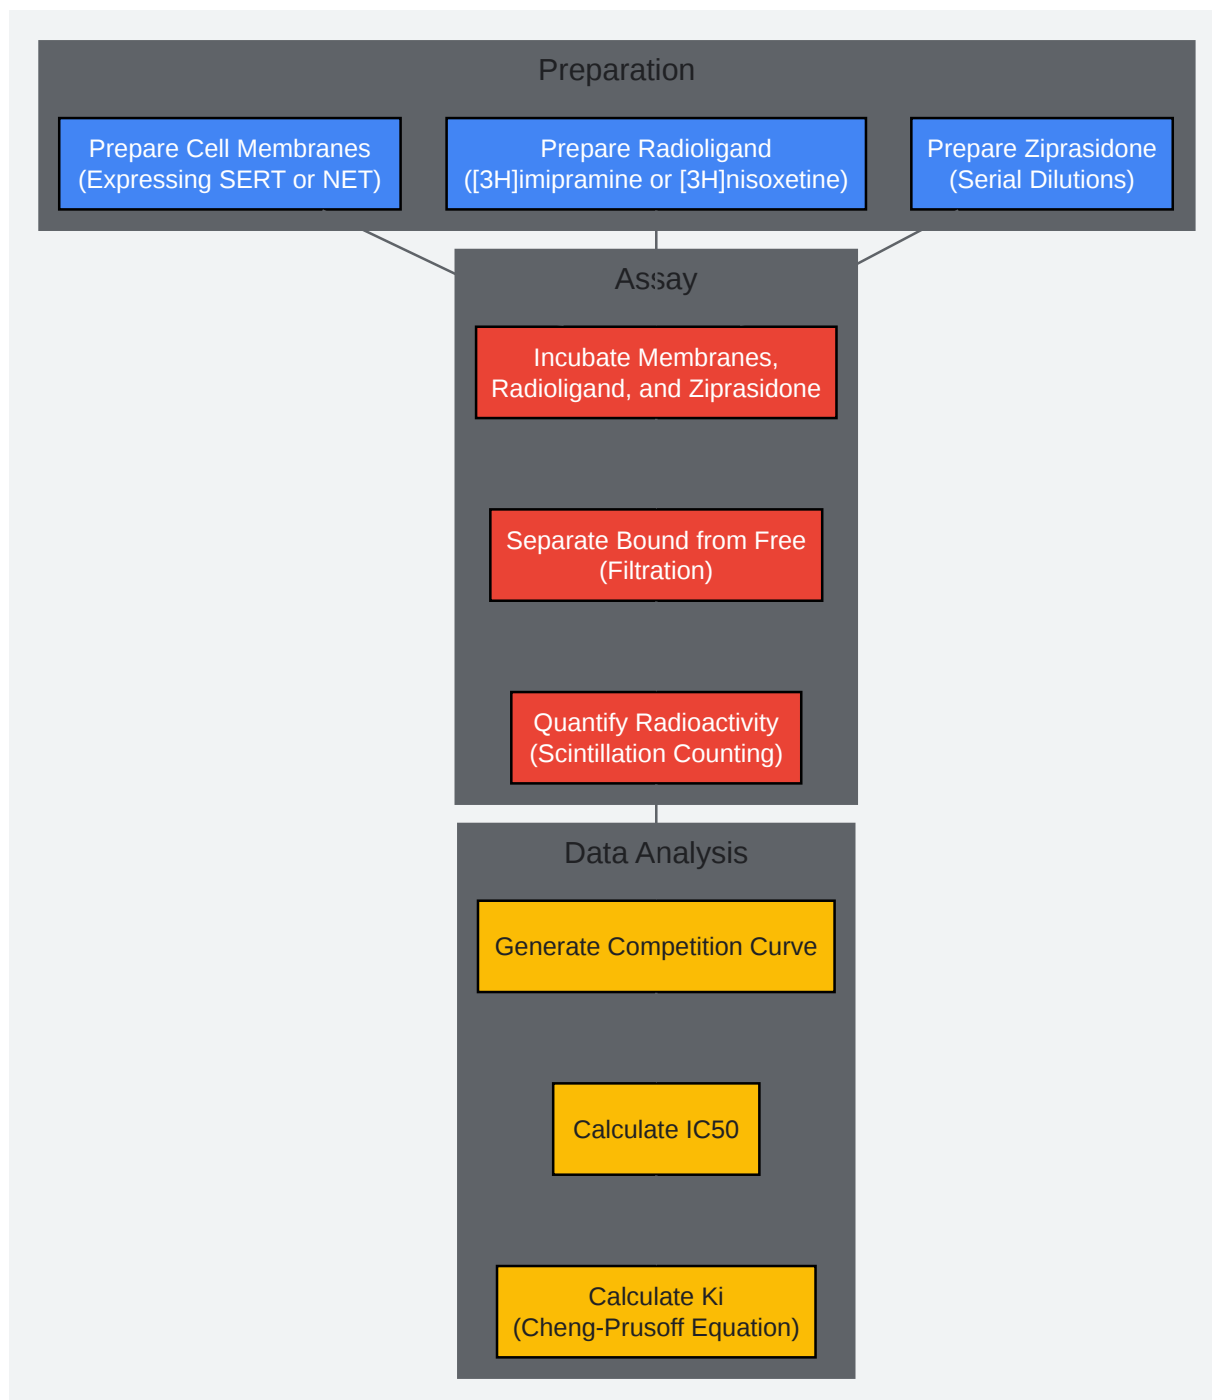 Preparation
Prepare Cell Membranes
(Expressing SERT or NET)
Prepare Radioligand
([3H]imipramine or [3H]nisoxetine)
Prepare Ziprasidone
(Serial Dilutions)
Assay
Incubate Membranes,
Radioligand, and Ziprasidone
Separate Bound from Free
(Filtration)
Quantify Radioactivity
(Scintillation Counting)
Data Analysis
Generate Competition Curve
Calculate IC50
Calculate Ki
(Cheng-Prusoff Equation)